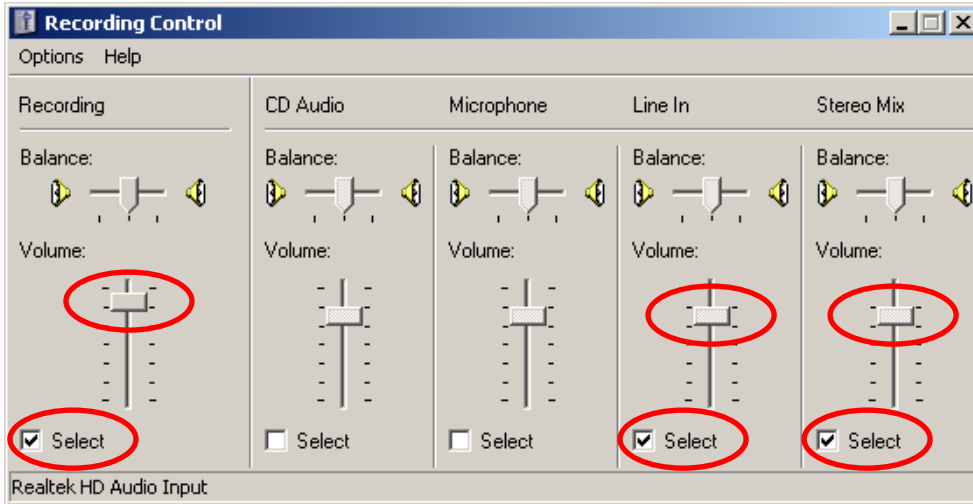 Recording Control
Options Help
Recording CD Audio Microphone Line In Stereo Mix
Balance: Balance: Balance: Balance: Balance:
Volume: Volume: Volume: Volume: Volume:
Select Select Select Select Select
Realtek HD Audio Input